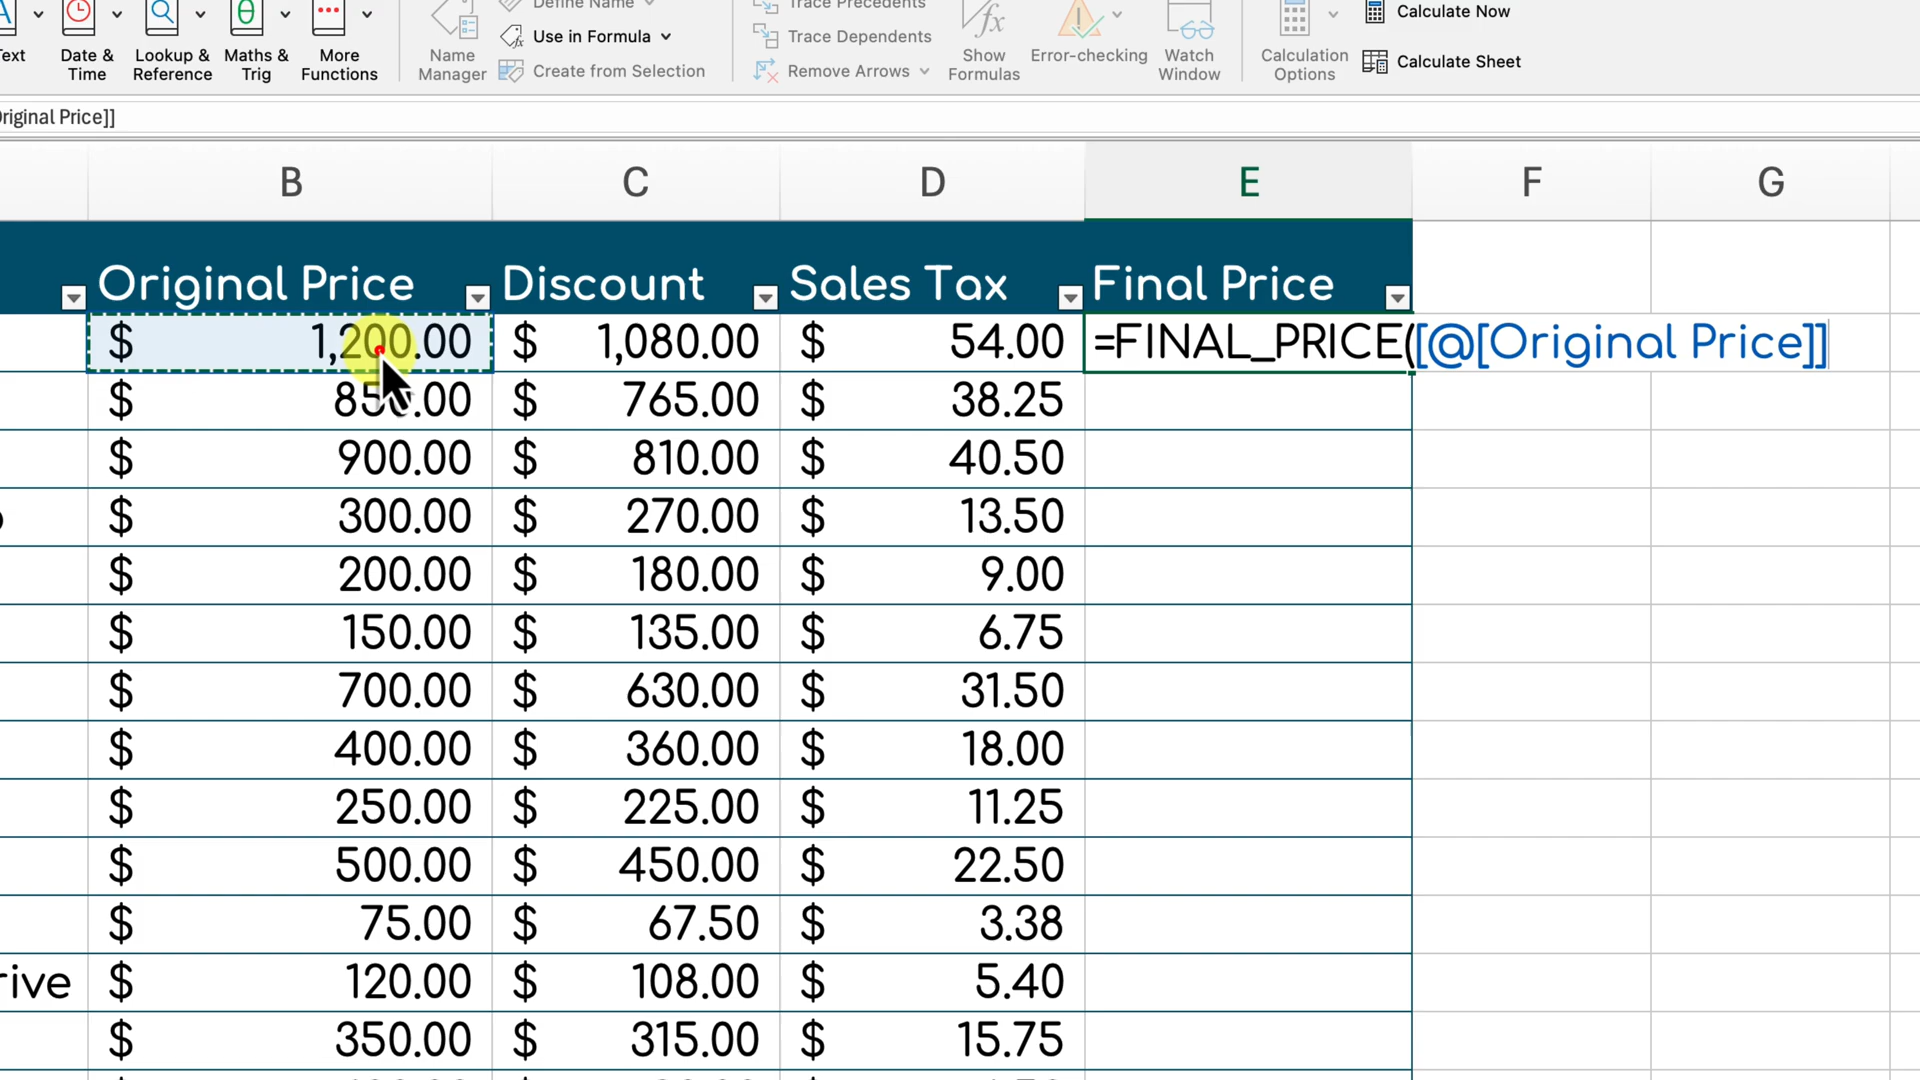 Define Name
Trace Precedents
Calculate Now
Text
Date & Time
Lookup & Reference
Maths & Trig
More Functions
Name Manager
Use in Formula
Create from Selection
Trace Dependents
Remove Arrows
Show Formulas
Error-checking
Watch Window
Calculation Options
Calculate Sheet
Original Price]]
B C D E F G
Original Price Discount Sales Tax Final Price
$ 1,200.00 $ 1,080.00 $ 54.00 =FINAL_PRICE([@[Original Price]]
$ 850.00 $ 765.00 $ 38.25
$ 900.00 $ 810.00 $ 40.50
$ 300.00 $ 270.00 $ 13.50
$ 200.00 $ 180.00 $ 9.00
$ 150.00 $ 135.00 $ 6.75
$ 700.00 $ 630.00 $ 31.50
$ 400.00 $ 360.00 $ 18.00
$ 250.00 $ 225.00 $ 11.25
$ 500.00 $ 450.00 $ 22.50
$ 75.00 $ 67.50 $ 3.38
rive $ 120.00 $ 108.00 $ 5.40
$ 350.00 $ 315.00 $ 15.75